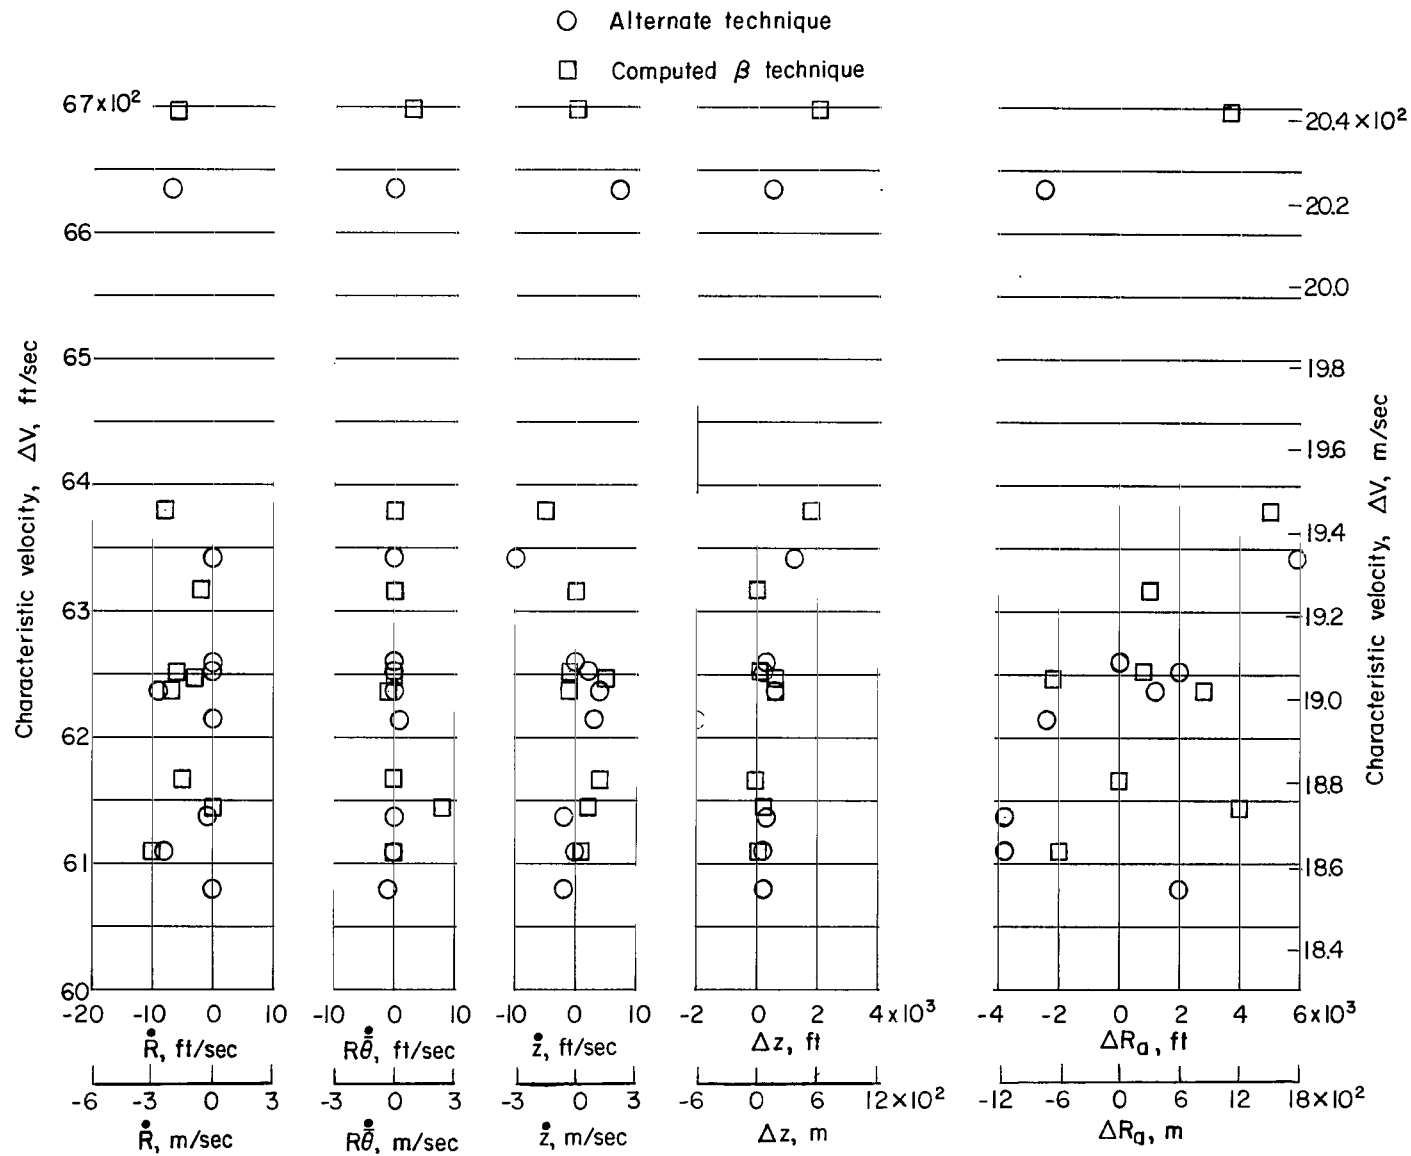 Alternate technique
Computed β technique
67×10²
66
65
64
63
62
61
60
Characteristic velocity, ΔV, ft/sec
20.4×10²
20.2
20.0
19.8
19.6
19.4
19.2
19.0
18.8
18.6
18.4
Characteristic velocity, ΔV, m/sec
-20 -10 0 10 -10 0 10 -10 0 10 -2 0 2 4×10³ -4 -2 0 2 4 6×10³
Ṙ, ft/sec Rθ̇̄, ft/sec ż, ft/sec Δz, ft ΔRₐ, ft
-6 -3 0 3 -3 0 3 -3 0 3 -6 0 6 12×10² -12 -6 0 6 12 18×10²
Ṙ, m/sec Rθ̇̄, m/sec ż, m/sec Δz, m ΔRₐ, m